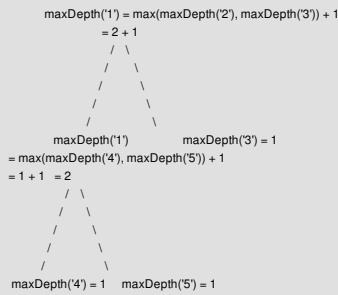 maxDepth('1') = max(maxDepth('2'), maxDepth('3')) + 1
= 2 + 1
/ \
/ \
/ \
/ \
/ \
maxDepth('1') maxDepth('3') = 1
= max(maxDepth('4'), maxDepth('5')) + 1
= 1 + 1 = 2
/ \
/ \
/ \
/ \
/ \
maxDepth('4') = 1 maxDepth('5') = 1